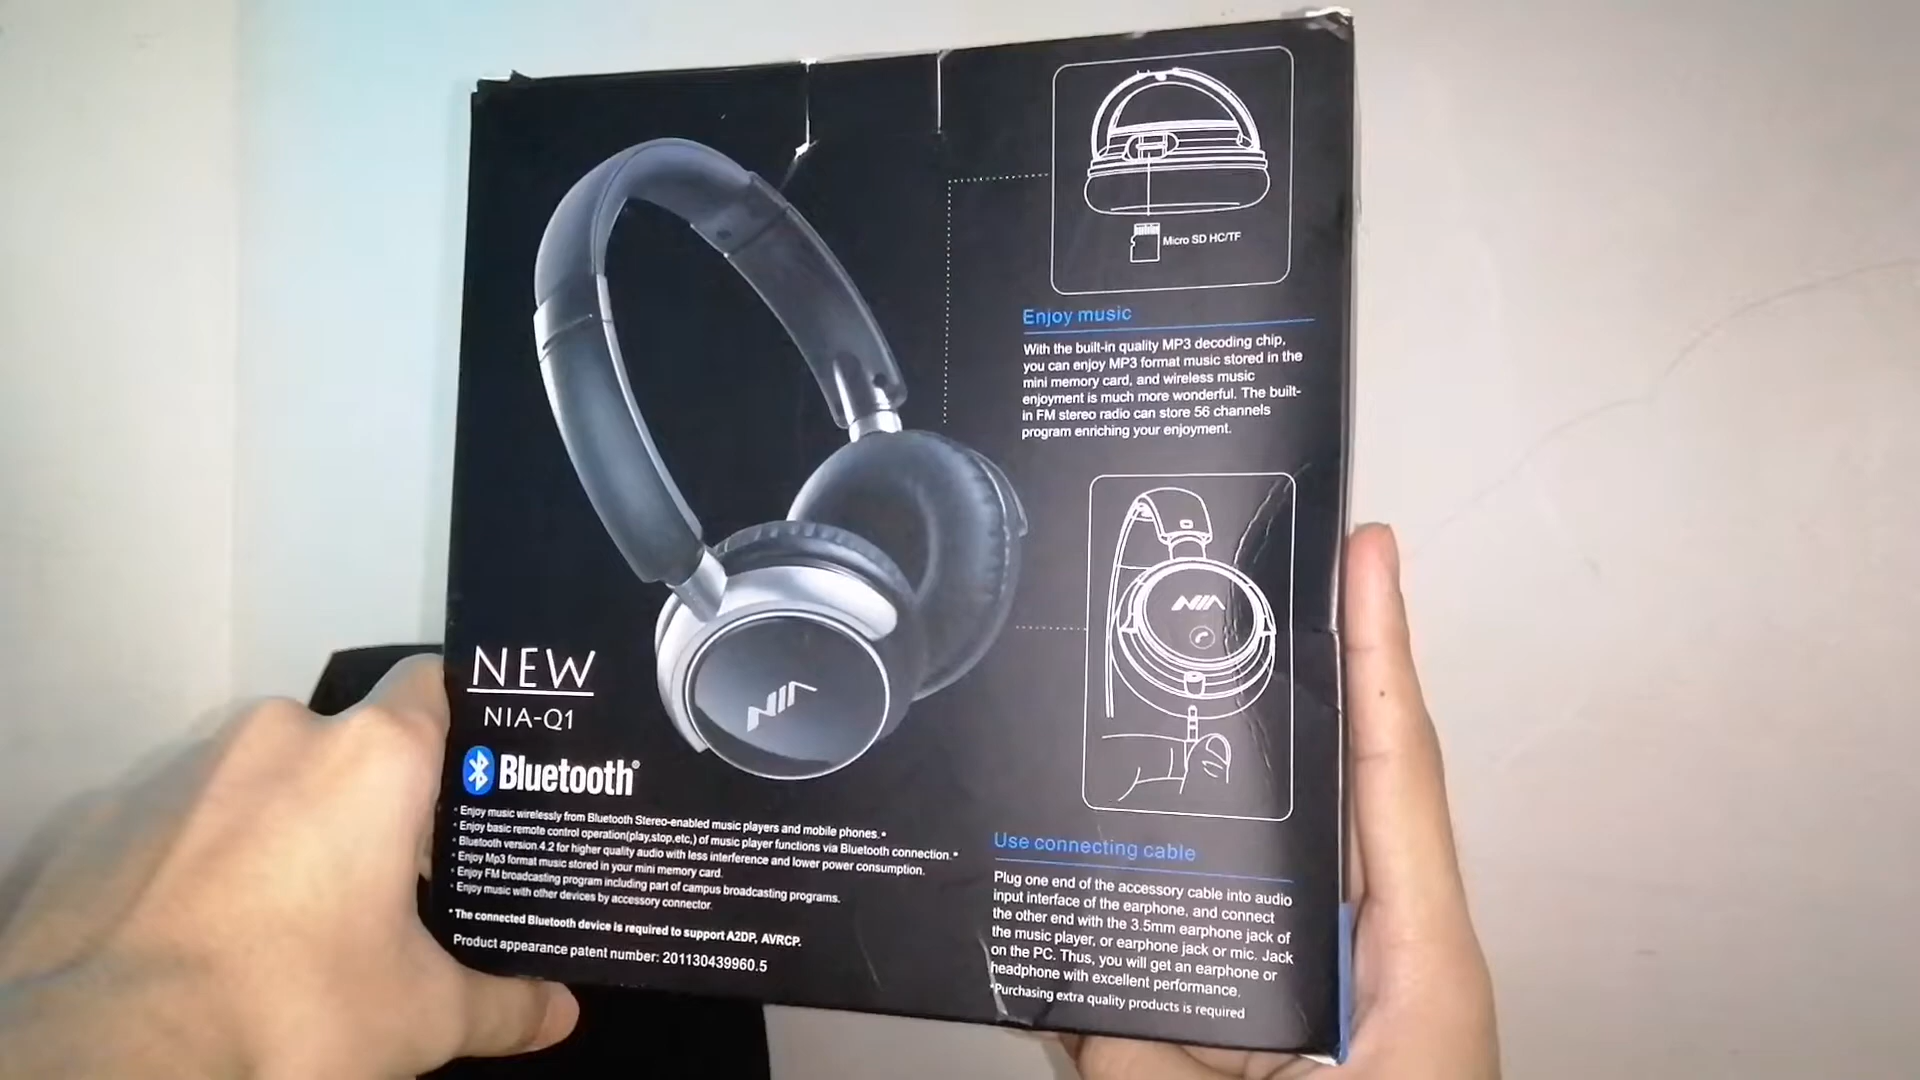 Micro SD HC/TF
Enjoy music
With the built-in quality MP3 decoding chip,
you can enjoy MP3 format music stored in the
mini memory card, and wireless music
enjoyment is much more wonderful. The built-
in FM stereo radio can store 56 channels
program enriching your enjoyment.
NIA
NIA
NEW
NIA-Q1
Bluetooth®
• Enjoy music wirelessly from Bluetooth Stereo-enabled music players and mobile phones.*
• Enjoy basic remote control operation(play,stop,etc,) of music player functions via Bluetooth connection.*
• Bluetooth version.4.2 for higher quality audio with less interference and lower power consumption.
• Enjoy Mp3 format music stored in your mini memory card.
• Enjoy FM broadcasting program including part of campus broadcasting programs.
• Enjoy music with other devices by accessory connector.
* The connected Bluetooth device is required to support A2DP, AVRCP.
Product appearance patent number: 201130439960.5
Use connecting cable
Plug one end of the accessory cable into audio
input interface of the earphone, and connect
the other end with the 3.5mm earphone jack of
the music player, or earphone jack or mic. Jack
on the PC. Thus, you will get an earphone or
headphone with excellent performance.
*Purchasing extra quality products is required